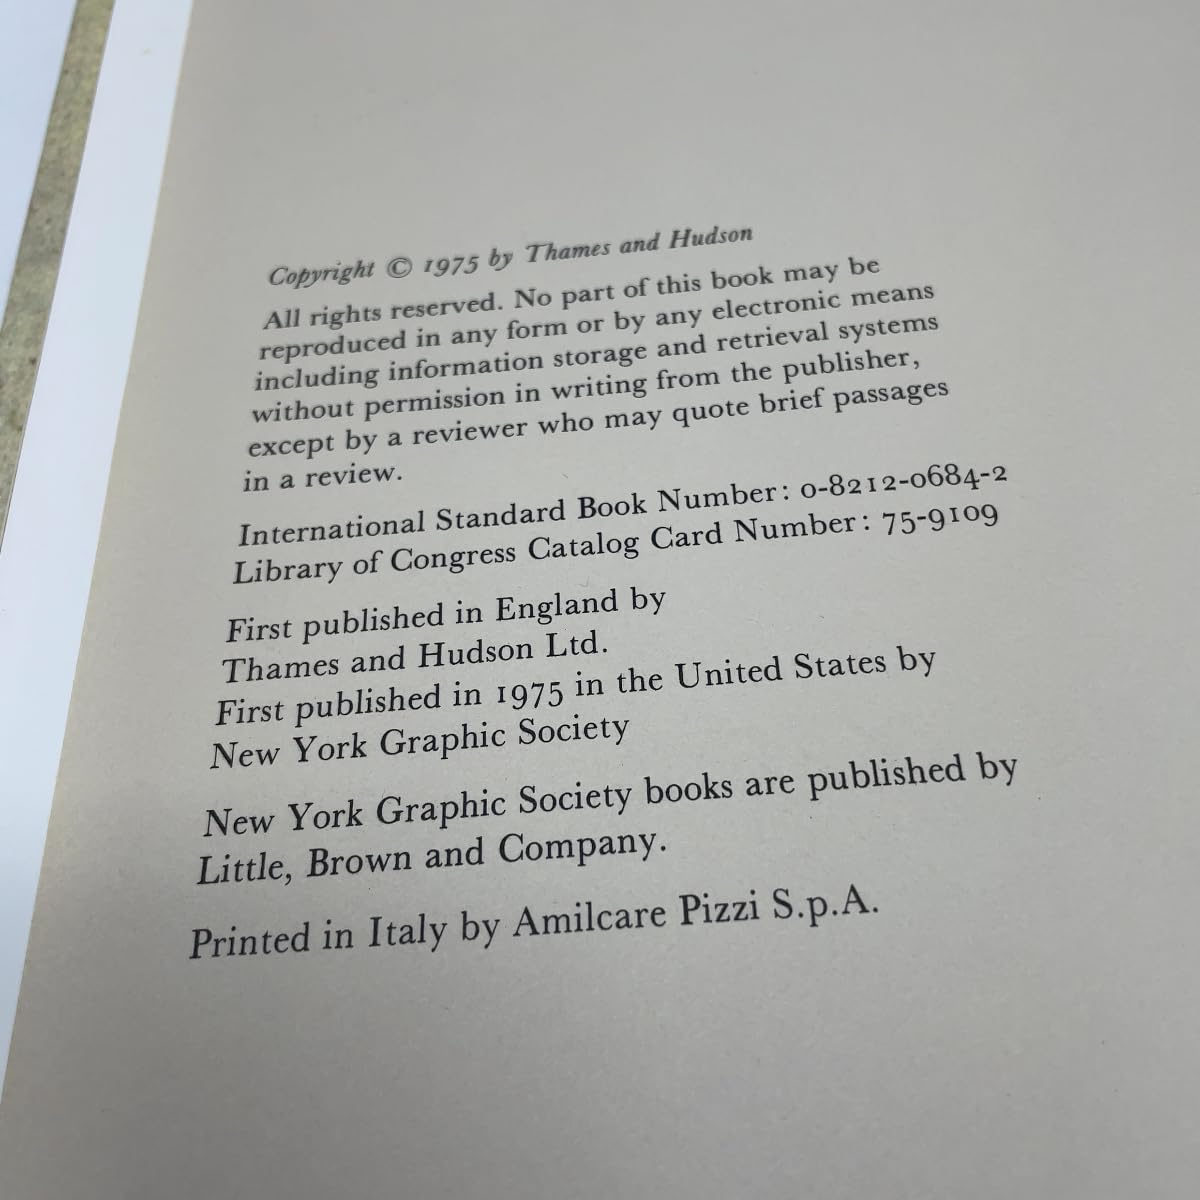 Copyright © 1975 by Thames and Hudson
All rights reserved. No part of this book may be
reproduced in any form or by any electronic means
including information storage and retrieval systems
without permission in writing from the publisher,
except by a reviewer who may quote brief passages
in a review.
International Standard Book Number: 0-8212-0684-2
Library of Congress Catalog Card Number: 75-9109
First published in England by
Thames and Hudson Ltd.
First published in 1975 in the United States by
New York Graphic Society
New York Graphic Society books are published by
Little, Brown and Company.
Printed in Italy by Amilcare Pizzi S.p.A.